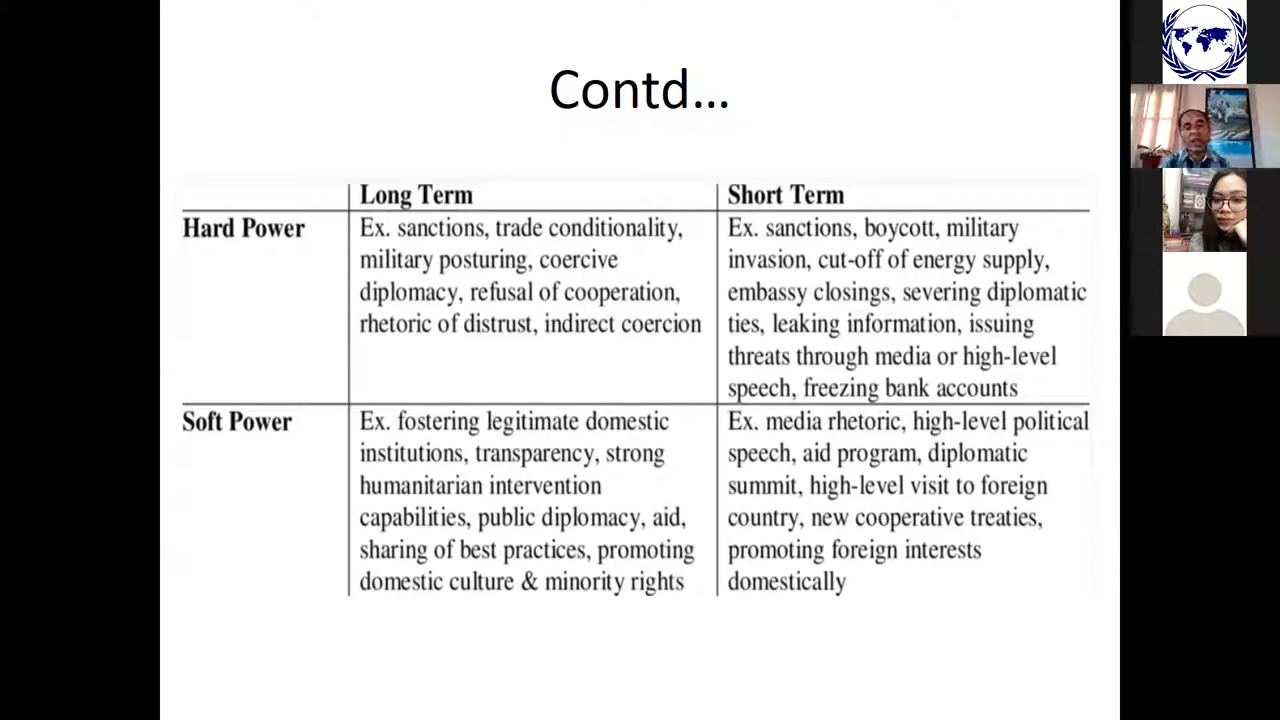 Contd...
Long Term
Short Term
Hard Power
Ex. sanctions, trade conditionality,
military posturing, coercive
diplomacy, refusal of cooperation,
rhetoric of distrust, indirect coercion
Ex. sanctions, boycott, military
invasion, cut-off of energy supply,
embassy closings, severing diplomatic
ties, leaking information, issuing
threats through media or high-level
speech, freezing bank accounts
Soft Power
Ex. fostering legitimate domestic
institutions, transparency, strong
humanitarian intervention
capabilities, public diplomacy, aid,
sharing of best practices, promoting
domestic culture & minority rights
Ex. media rhetoric, high-level political
speech, aid program, diplomatic
summit, high-level visit to foreign
country, new cooperative treaties,
promoting foreign interests
domestically